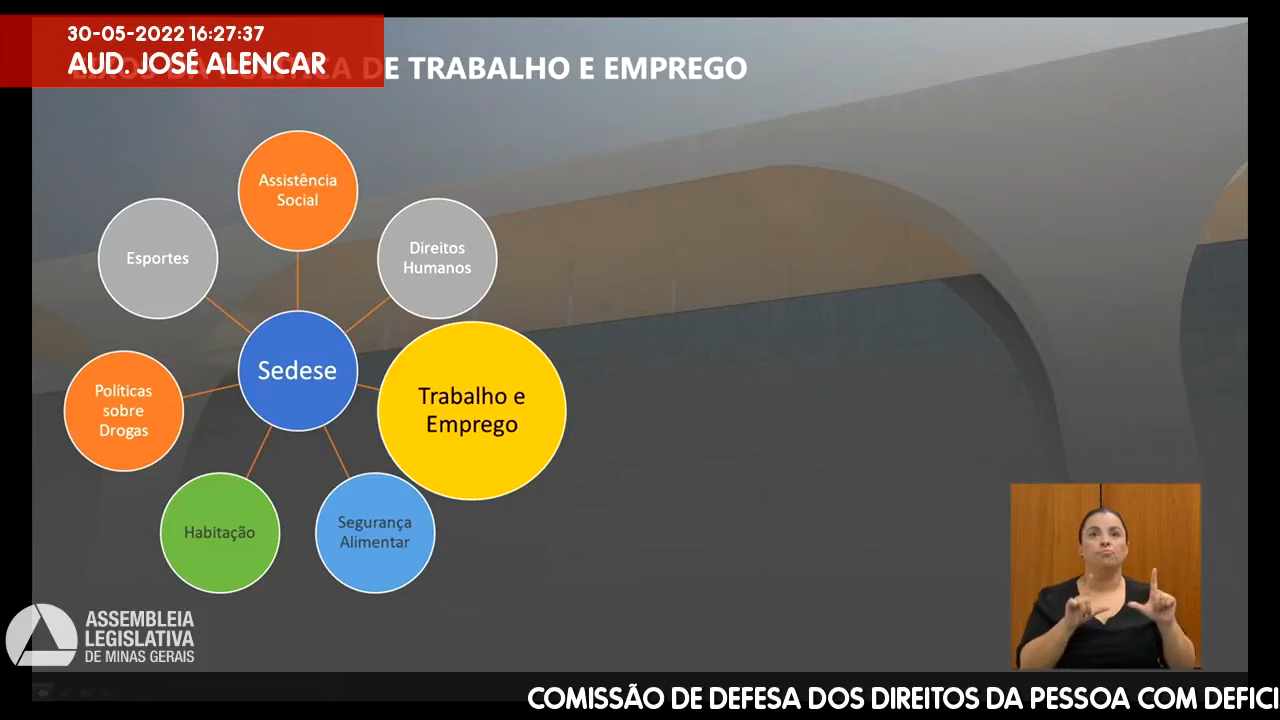 30-05-2022 16:27:37
AUD. JOSÉ ALENCAR
DE TRABALHO E EMPREGO
Assistência
Social
Esportes
Direitos
Humanos
Sedese
Trabalho e
Emprego
Políticas
sobre
Drogas
Habitação
Segurança
Alimentar
ASSEMBLEIA
LEGISLATIVA
DE MINAS GERAIS
COMISSÃO DE DEFESA DOS DIREITOS DA PESSOA COM DEFICI